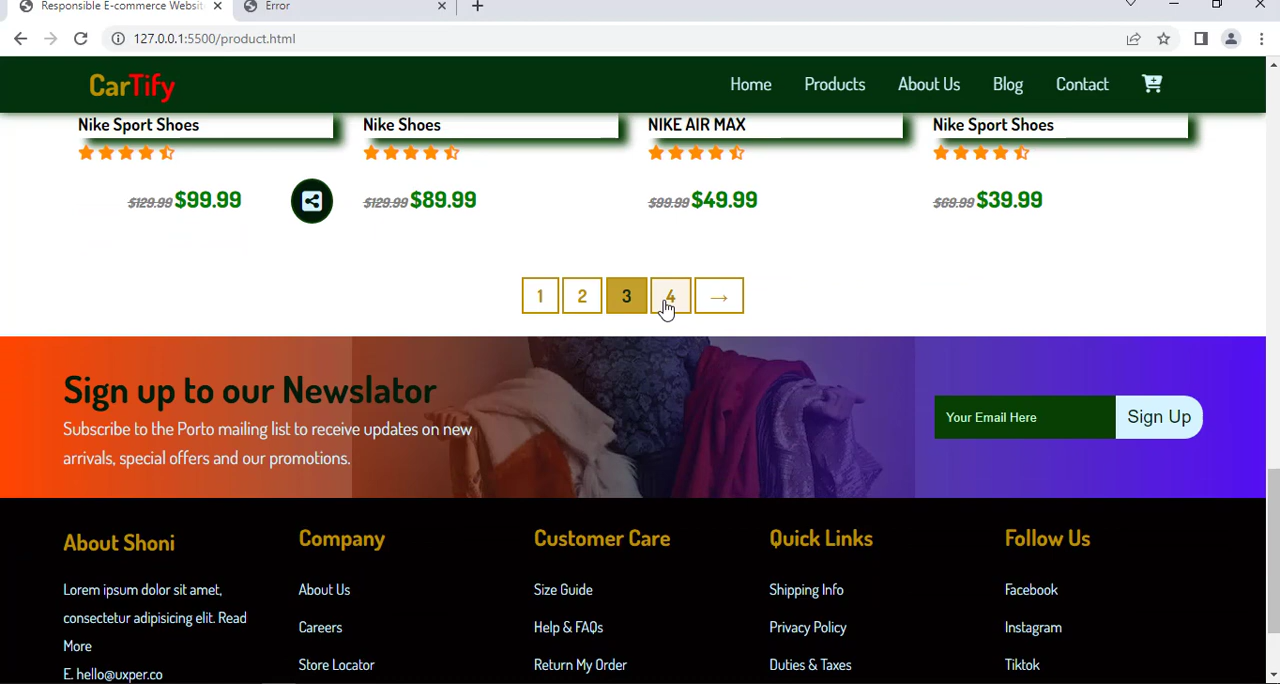 Responsible E-commerce Websit
Error
127.0.0.1:5500/product.html
CarTify
Home Products About Us Blog Contact
Nike Sport Shoes Nike Shoes NIKE AIR MAX Nike Sport Shoes
$129.99 $99.99 $129.99 $89.99 $99.99 $49.99 $69.99 $39.99
1 2 3 4 →
Sign up to our Newslator
Subscribe to the Porto mailing list to receive updates on new
arrivals, special offers and our promotions.
Your Email Here Sign Up
About Shoni
Lorem ipsum dolor sit amet,
consectetur adipisicing elit. Read
More
E. hello@uxper.co
Company
About Us
Careers
Store Locator
Customer Care
Size Guide
Help & FAQs
Return My Order
Quick Links
Shipping Info
Privacy Policy
Duties & Taxes
Follow Us
Facebook
Instagram
Tiktok